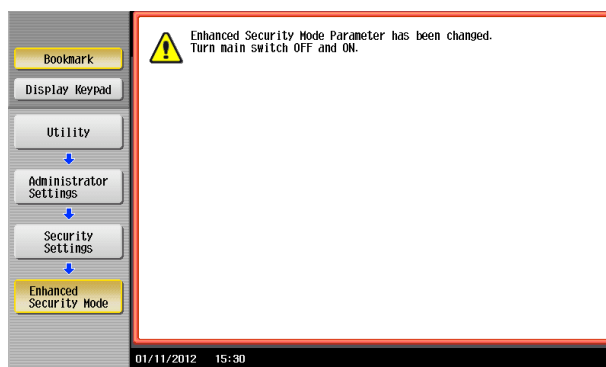 Enhanced Security Mode Parameter has been changed.
Turn main switch OFF and ON.
Bookmark
Display Keypad
Utility
Administrator
Settings
Security
Settings
Enhanced
Security Mode
01/11/2012 15:30